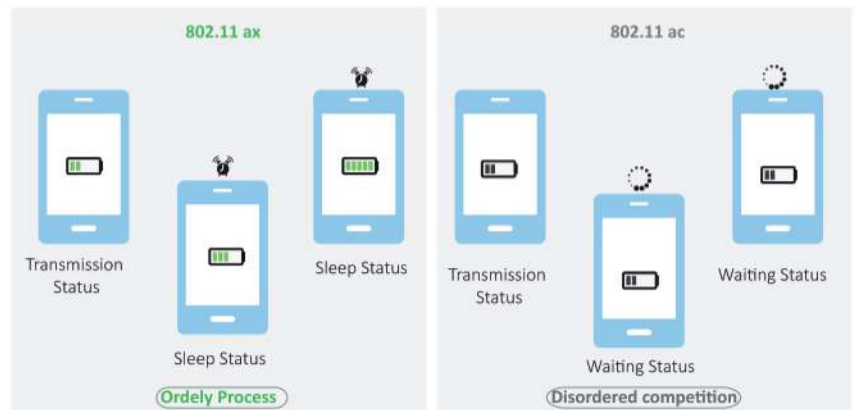 802.11 ax
Transmission
Status
Sleep Status
Sleep Status
Ordely Process
802.11 ac
Transmission
Status
Waiting Status
Waiting Status
Disordered competition